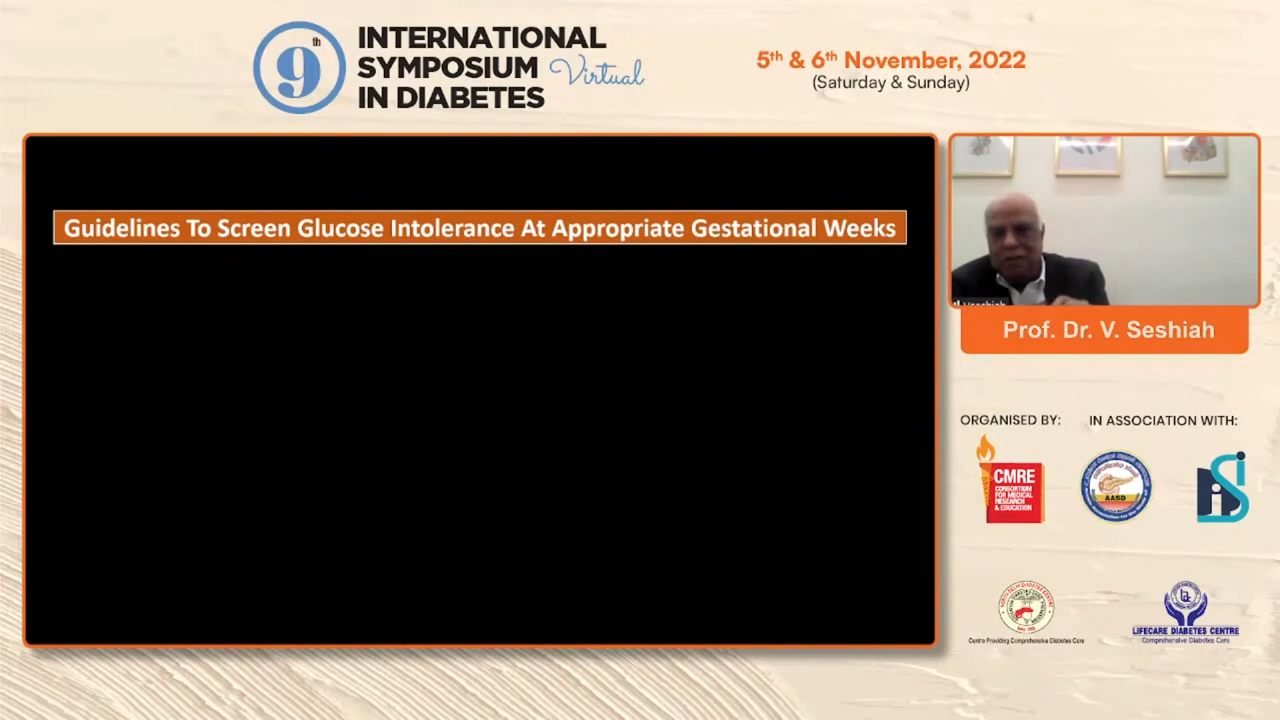 9th
INTERNATIONAL
SYMPOSIUM Virtual
IN DIABETES
5th & 6th November, 2022
(Saturday & Sunday)
Guidelines To Screen Glucose Intolerance At Appropriate Gestational Weeks
Prof. Dr. V. Seshiah
ORGANISED BY:
IN ASSOCIATION WITH:
CMRE
CONSORTIUM
FOR MEDICAL
RESEARCH
& EDUCATION
AASD
Centre Providing Comprehensive Diabetes Care
LIFECARE DIABETES CENTRE
Comprehensive Diabetes Care